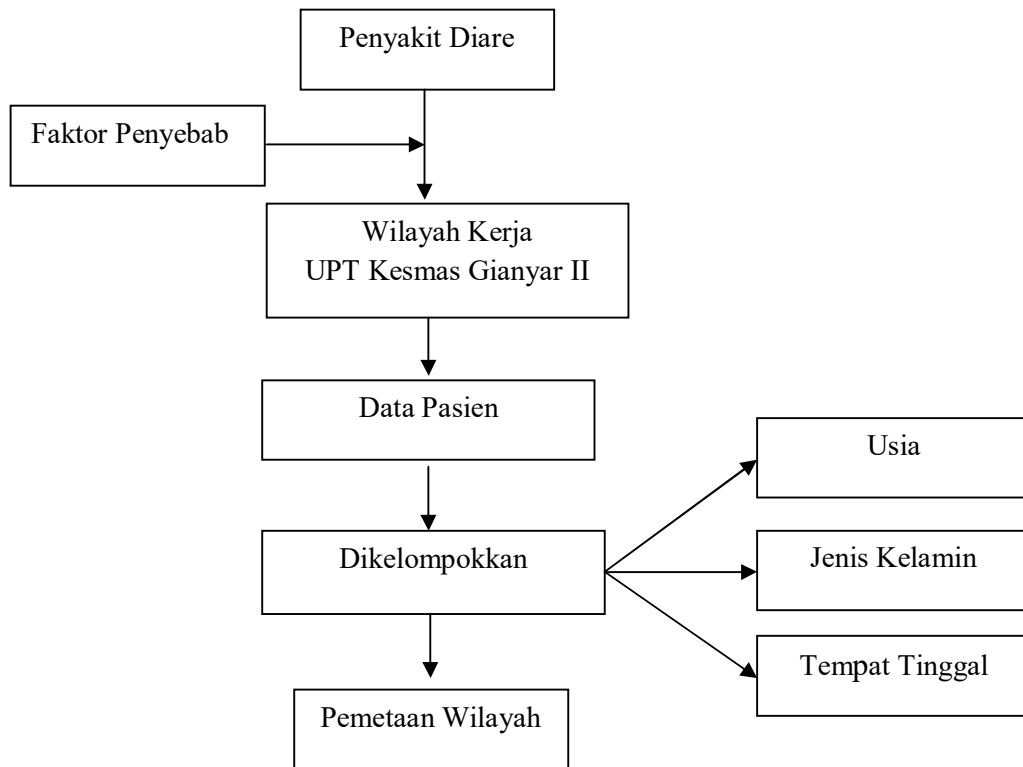 Penyakit Diare
Faktor Penyebab
Wilayah Kerja
UPT Kesmas Gianyar II
Data Pasien
Usia
Dikelompokkan
Jenis Kelamin
Tempat Tinggal
Pemetaan Wilayah